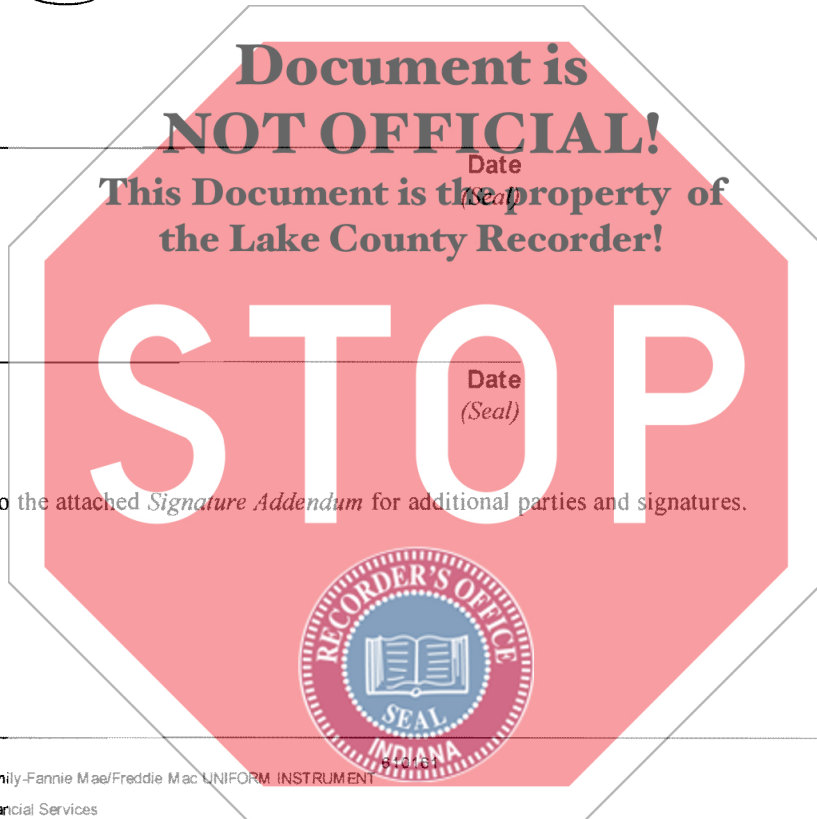 Document is
NOT OFFICIAL!
Date
This Document is the property of
(Seal)
the Lake County Recorder!
STOP
Date
(Seal)
o the attached Signature Addendum for additional parties and signatures.
RECORDER'S OFFICE
SEAL
INDIANA
610161
nily-Fannie Mae/Freddie Mac UNIFORM INSTRUMENT
ancial Services